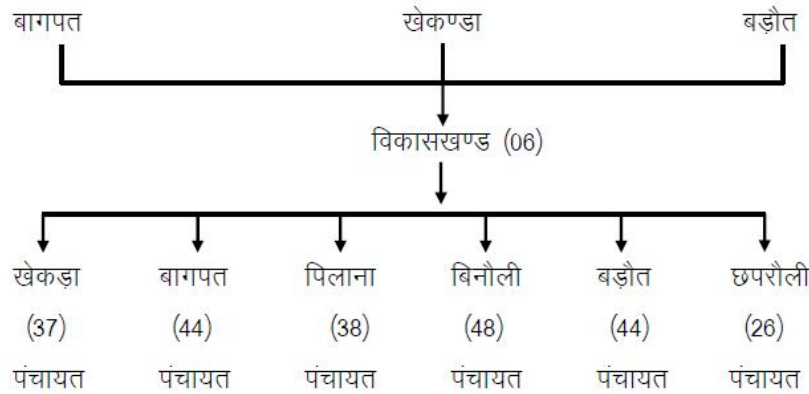 बागपत खेकण्डा बड़ौत
विकासखण्ड (06)
खेकड़ा बागपत पिलाना बिनौली बड़ौत छपरौली
(37) (44) (38) (48) (44) (26)
पंचायत पंचायत पंचायत पंचायत पंचायत पंचायत